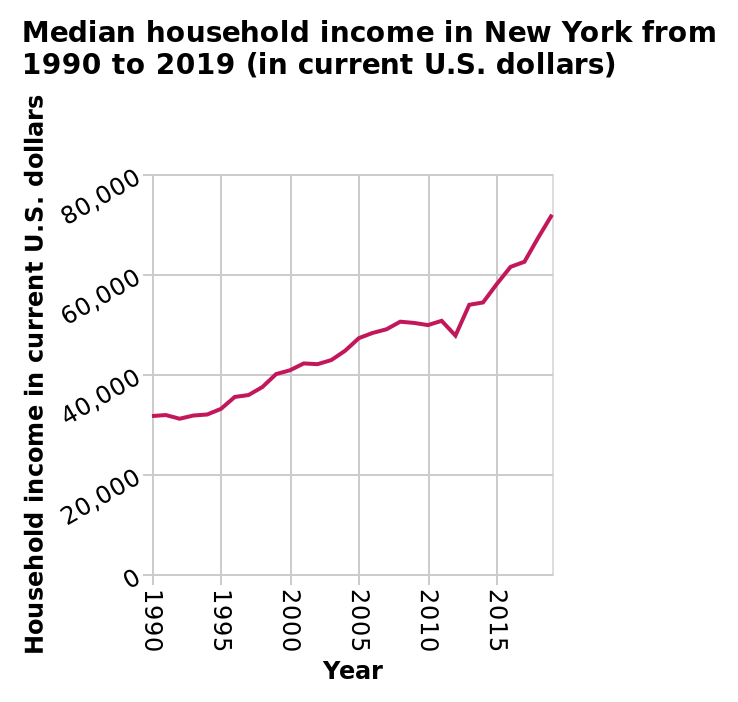 Median household income in New York from
1990 to 2019 (in current U.S. dollars)
Household income in current U.S. dollars
80,000
60,000
40,000
20,000
0
1990
1995
2000
2005
2010
2015
Year